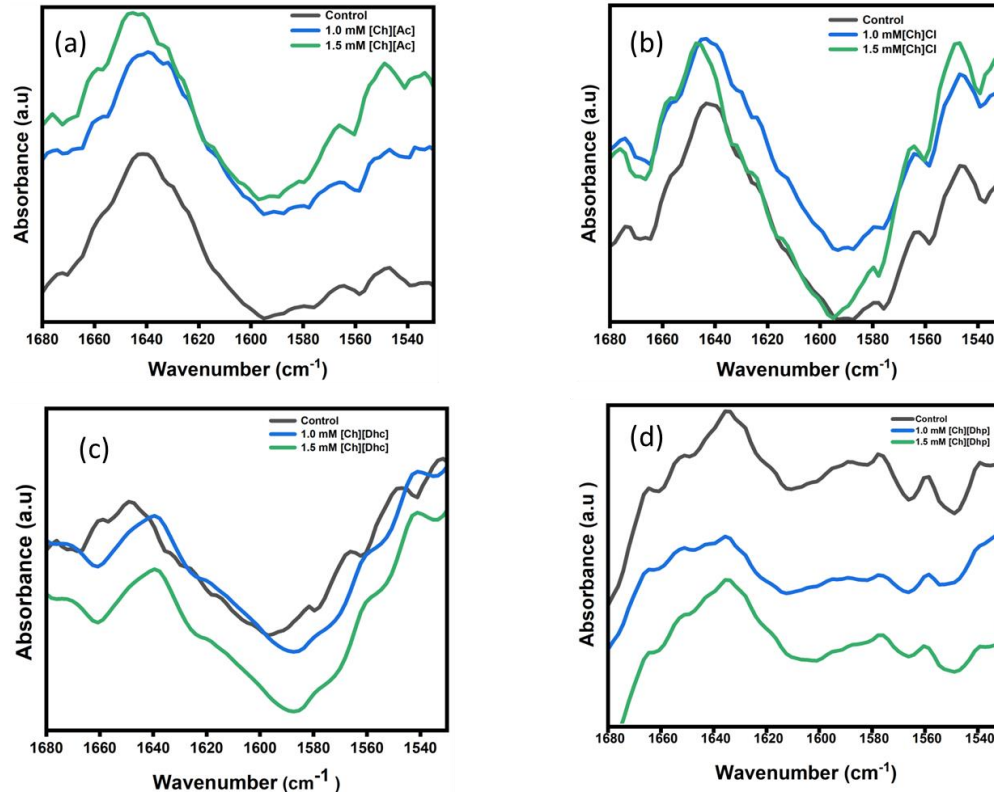 (a)
Control
1.0 mM [Ch][Ac]
1.5 mM [Ch][Ac]
Absorbance (a.u)
1680 1660 1640 1620 1600 1580 1560 1540
Wavenumber (cm-1)
(b)
Control
1.0 mM[Ch]Cl
1.5 mM[Ch]Cl
Absorbance (a.u)
1680 1660 1640 1620 1600 1580 1560 1540
Wavenumber (cm-1)
(c)
Control
1.0 mM [Ch][Dhc]
1.5 mM [Ch][Dhc]
Absorbance (a.u)
1680 1660 1640 1620 1600 1580 1560 1540
Wavenumber (cm-1 )
(d)
Control
1.0 mM [Ch][Dhp]
1.5 mM [Ch][Dhp]
Absorbance (a.u )
1680 1660 1640 1620 1600 1580 1560 1540
Wavenumber (cm-1)